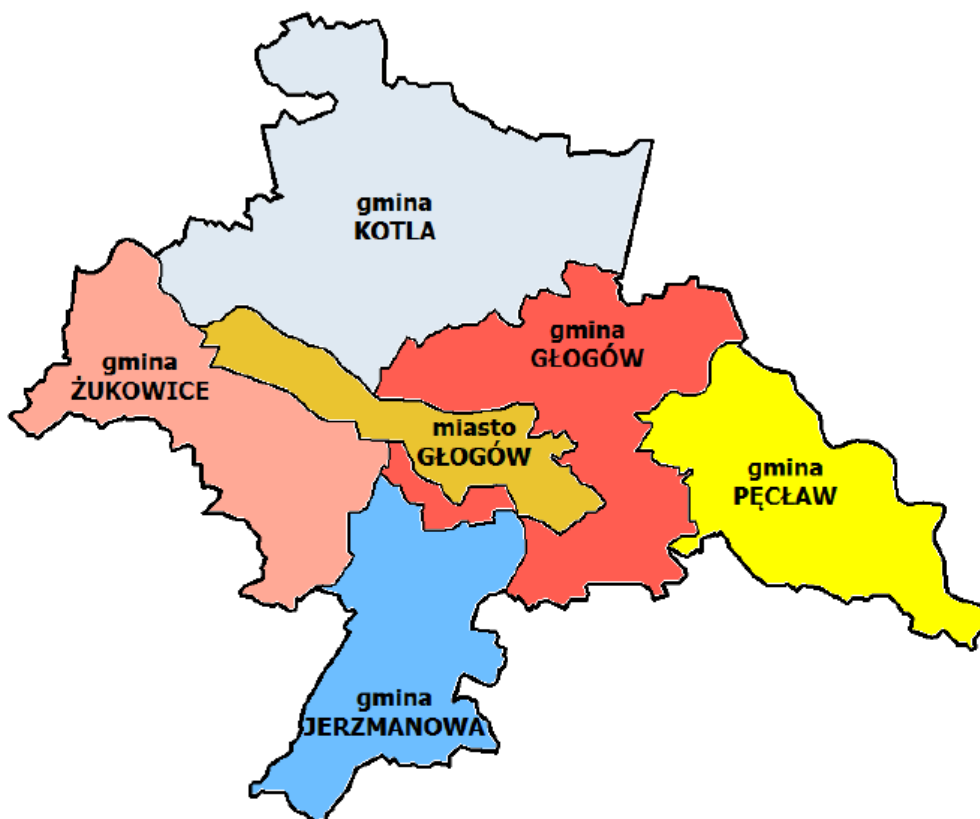 gmina
KOTLA
gmina
GŁOGÓW
gmina
ŻUKOWICE
miasto
GŁOGÓW
gmina
PĘCŁAW
gmina
JERZMANOWA